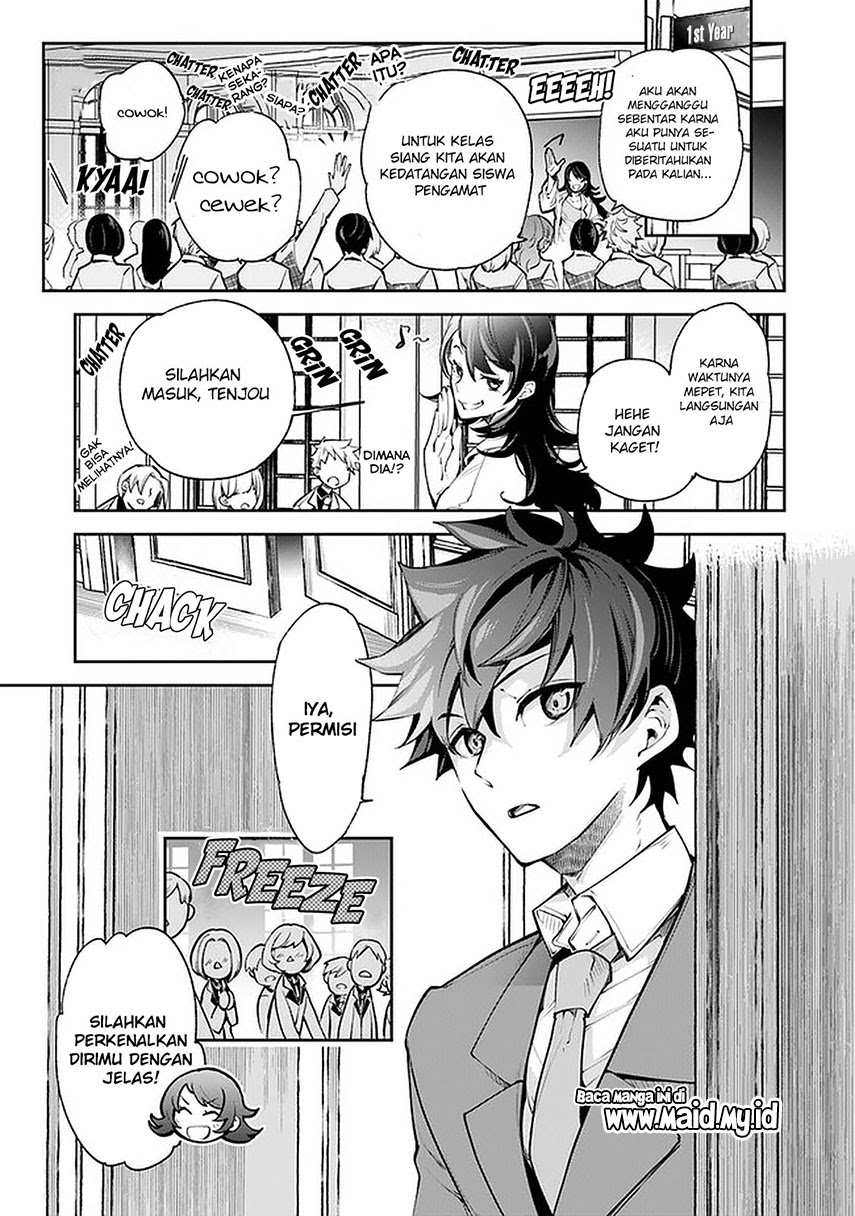 1st Year
AKU AKAN
MENGGANGGU
SEBENTAR KARNA
AKU PUNYA SE-
SUATU UNTUK
DIBERITAHUKAN
PADA KALIAN...
EEEEH!
CHATTER
APA
ITU?
CHATTER
UNTUK KELAS
SIANG KITA AKAN
KEDATANGAN SISWA
PENGAMAT
SIAPA?
KENAPA
SEKA-
RANG?
CHATTER
CHATTER
cowok?
cewek?
cowok!
KYAA!
KARNA
WAKTUNYA
MEPET, KITA
LANGSUNGAN
AJA
HEHE
JANGAN
KAGET!
GRIN
GRIN
DIMANA
DIA!?
SILAHKAN
MASUK, TENJOU
CHATTER
GAK
BISA
MELIHATNYA!
CHACK
IYA,
PERMISI
FREEZE
SILAHKAN
PERKENALKAN
DIRIMU DENGAN
JELAS!
Baca Manga ini di
www.Maid.My.id